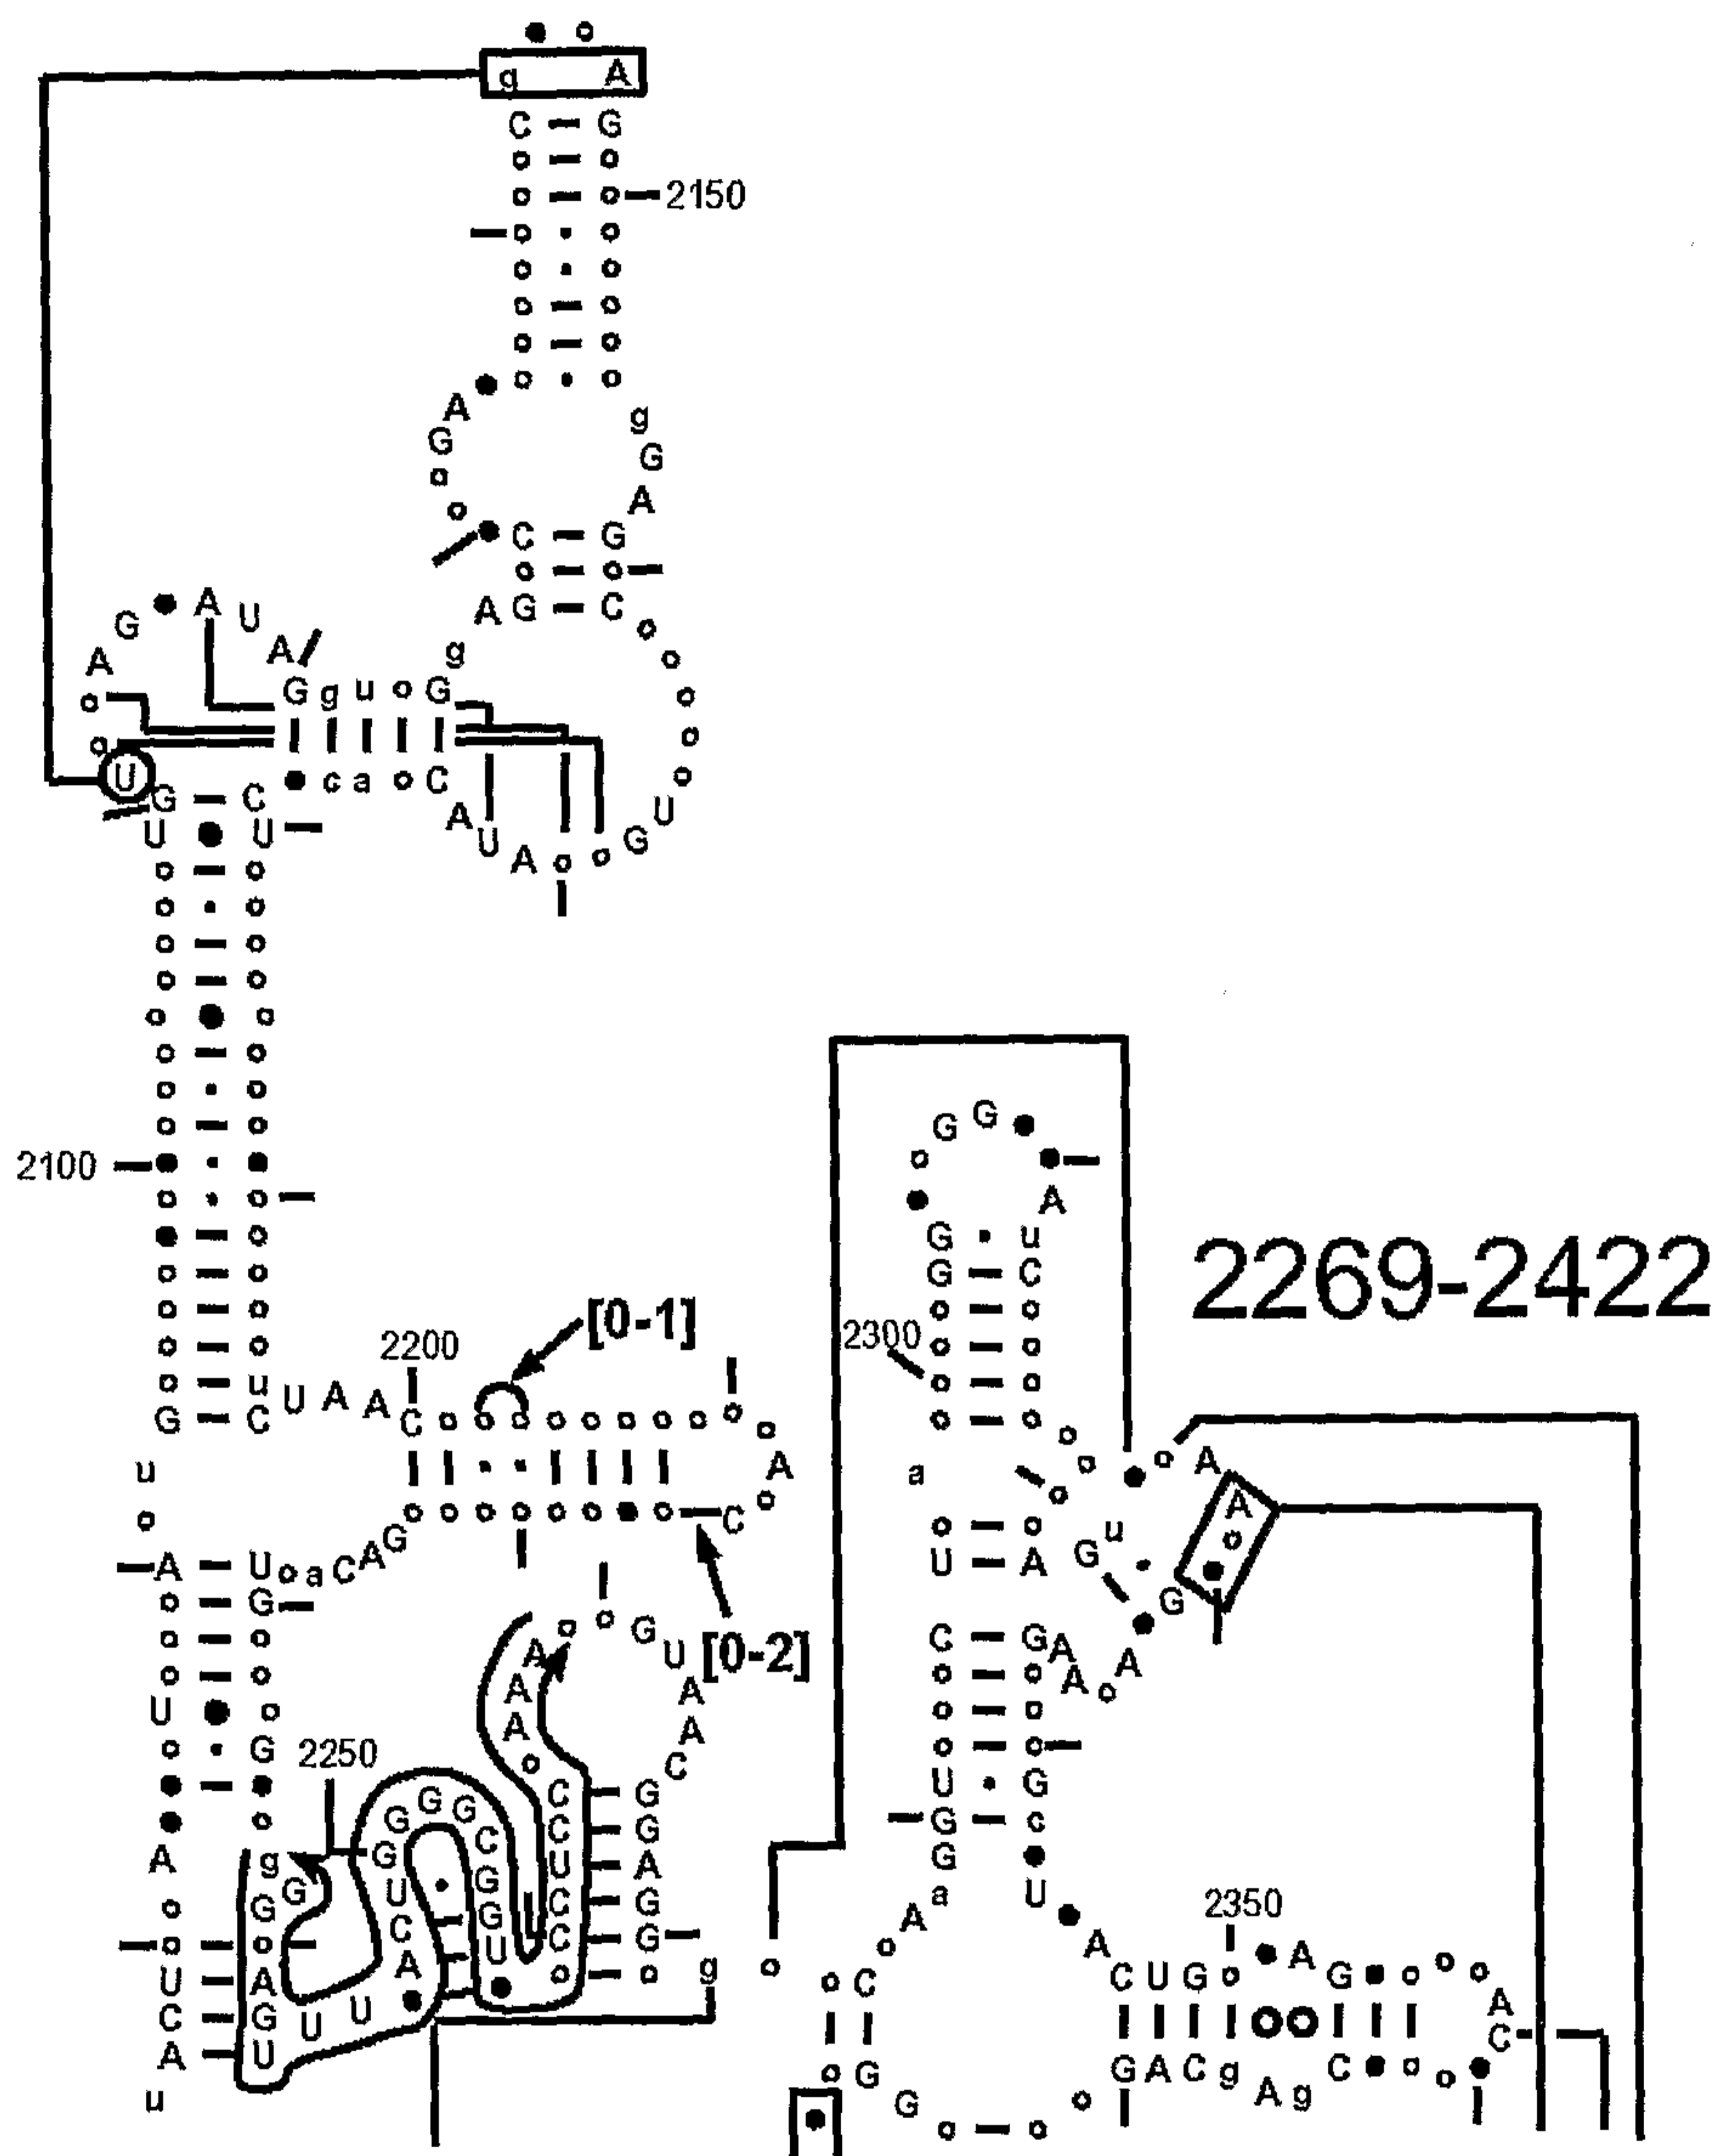 g A
C G
2150
A
g
G
G
A
C G
A G C
G A U
A
A
g
G g u G
U
c a C
G C
U U
A
U
U
A
G
2100
G G A
G u
G C
2269-2422
[0-1]
2300
2200
u
U A A C
G C
A
u
A
a
A
C
G
A U a C A
u
G
U A
G
G
A G U [0-2]
C G A
A A
A A
A A
U
G 2250 C
G G G C G U G
G C G G c
A g G U A G
G U G C G U
G C G C G a
2350
A
A
U C G
U A A g C C U G A G
C G A
A U U U C
G G A C g C
A g
u G